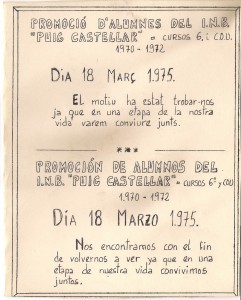 PROMOCIÓ D'ALUMNES DEL I.N.B.
"PUIG CASTELLAR" - CURSOS 6è i C.O.U.
1970 - 1972
DIA 18 MARÇ 1975.
EL motiu ha estat trobar-nos
ja que en una etapa de la nostra
vida varem conviure junts.
PROMOCIÓN DE ALUMNOS DEL
I.N.B. "PUIG CASTELLAR" - CURSOS 6º y COU
1970 - 1972
DÍA 18 MARZO 1975.
Nos encontramos con el fin
de volvernos a ver ya que en una
etapa de nuestra vida convivimos
juntos.